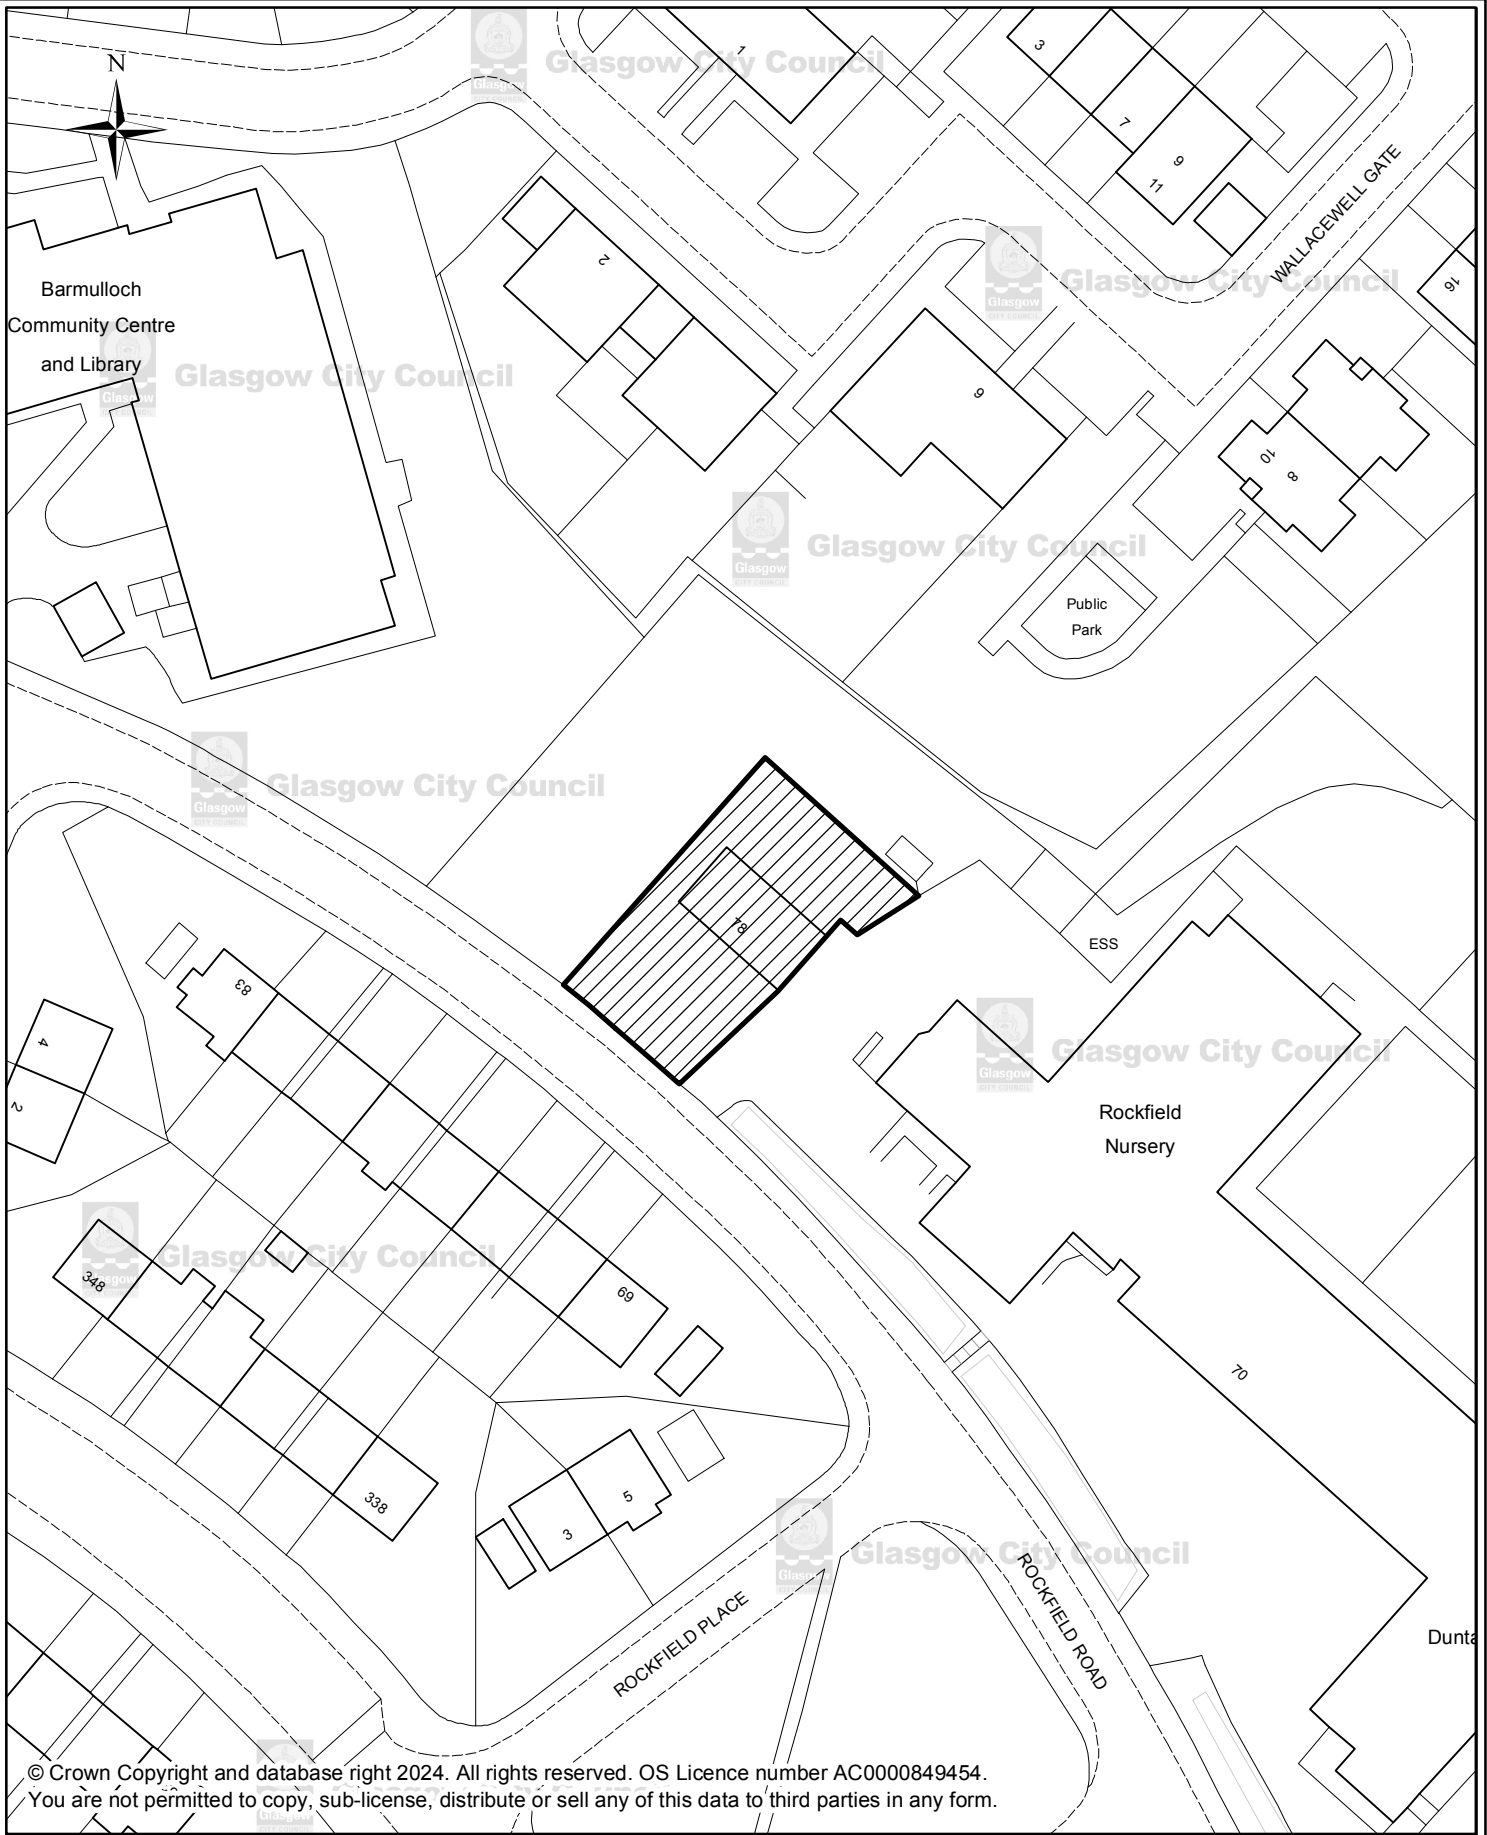 N
1
3
7
9
11
WALLACEWELL GATE
16
Barmulloch
Community Centre
and Library
2
6
10
8
Public
Park
Glasgow City Council
Glasgow City Council
Glasgow City Council
Glasgow City Council
Glasgow City Council
Glasgow City Council
Glasgow City Council
Glasgow City Council
Glasgow
CITY COUNCIL
78
ESS
83
4
2
Rockfield
Nursery
348
69
70
338
5
3
ROCKFIELD PLACE
ROCKFIELD ROAD
Dunta
© Crown Copyright and database right 2024. All rights reserved. OS Licence number AC0000849454.
You are not permitted to copy, sub-license, distribute or sell any of this data to third parties in any form.